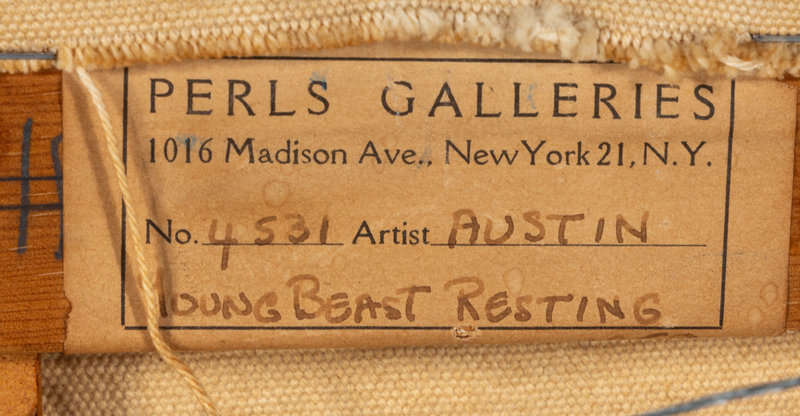 PERLS GALLERIES
1016 Madison Ave., New York 21, N.Y.
No. 4531 Artist AUSTIN
YOUNG BEAST RESTING